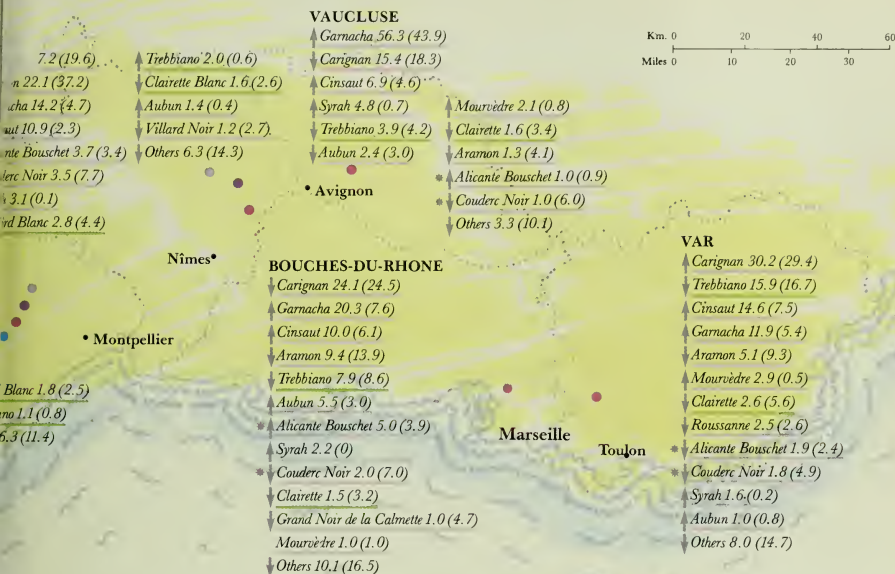 VAUCLUSE
Garnacha 56.3 (43.9)
Carignan 15.4 (18.3)
Cinsaut 6.9 (4.6)
Syrah 4.8 (0.7)
Trebbiano 3.9 (4.2)
Aubun 2.4 (3.0)
Mourvèdre 2.1 (0.8)
Clairette 1.6 (3.4)
Aramon 1.3 (4.1)
Alicante Bouschet 1.0 (0.9)
Couderc Noir 1.0 (6.0)
Others 3.3 (10.1)
Km. 0 20 40 60
Miles 0 10 20 30
7.2 (19.6)
22.1 (37.2)
14.2 (4.7)
10.9 (2.3)
Bouschet 3.7 (3.4)
Noir 3.5 (7.7)
3.1 (0.1)
Blanc 2.8 (4.4)
Trebbiano 2.0 (0.6)
Clairette Blanc 1.6 (2.6)
Aubun 1.4 (0.4)
Villard Noir 1.2 (2.7)
Others 6.3 (14.3)
Avignon
Nîmes
Montpellier
Blanc 1.8 (2.5)
1.1 (0.8)
6.3 (11.4)
BOUCHES-DU-RHONE
Carignan 24.1 (24.5)
Garnacha 20.3 (7.6)
Cinsaut 10.0 (6.1)
Aramon 9.4 (13.9)
Trebbiano 7.9 (8.6)
Aubun 5.5 (3.0)
Alicante Bouschet 5.0 (3.9)
Syrah 2.2 (0)
Couderc Noir 2.0 (7.0)
Clairette 1.5 (3.2)
Grand Noir de la Calmette 1.0 (4.7)
Mourvèdre 1.0 (1.0)
Others 10.1 (16.5)
Marseille
Toulon
VAR
Carignan 30.2 (29.4)
Trebbiano 15.9 (16.7)
Cinsaut 14.6 (7.5)
Garnacha 11.9 (5.4)
Aramon 5.1 (9.3)
Mourvèdre 2.9 (0.5)
Clairette 2.6 (5.6)
Roussanne 2.5 (2.6)
Alicante Bouschet 1.9 (2.4)
Couderc Noir 1.8 (4.9)
Syrah 1.6 (0.2)
Aubun 1.0 (0.8)
Others 8.0 (14.7)